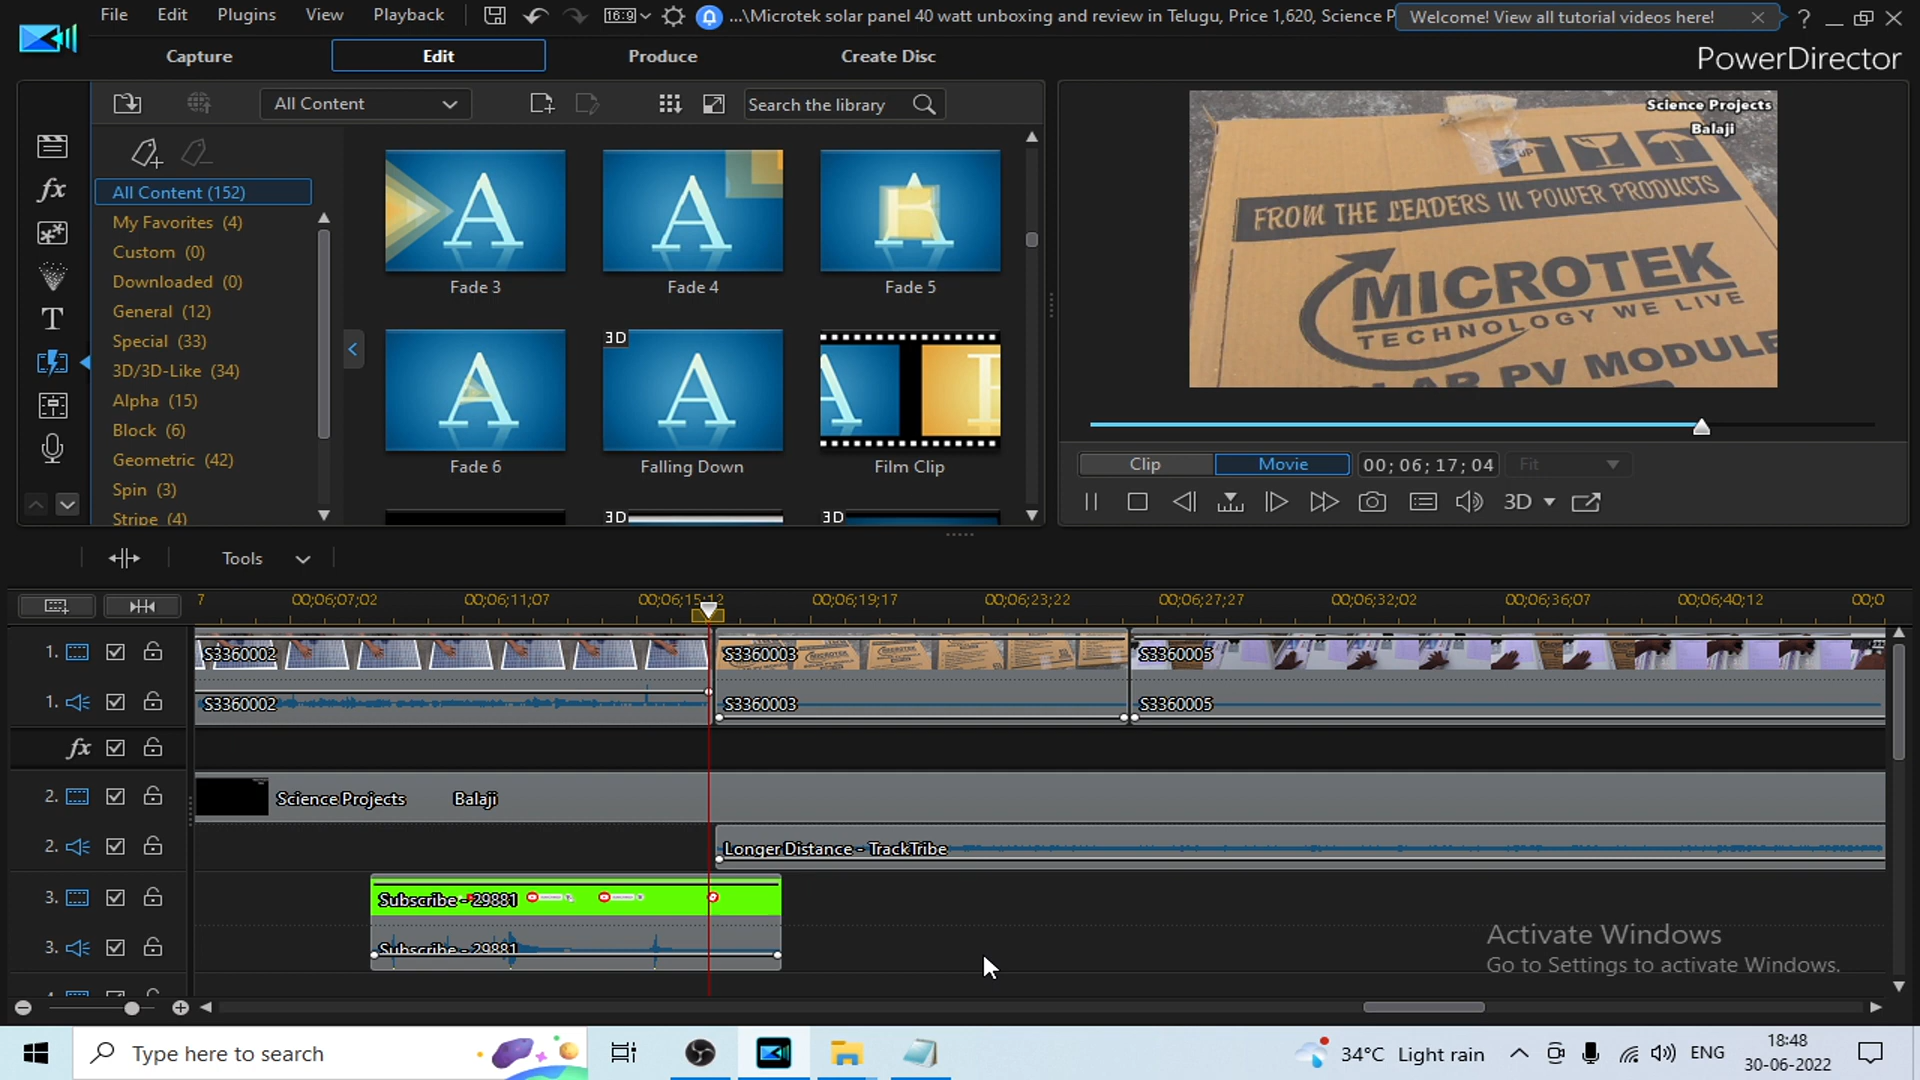 File Edit Plugins View Playback 16:9 ...\Microtek solar panel 40 watt unboxing and review in Telugu, Price 1,620, Science P Welcome! View all tutorial videos here! ?
Capture Edit Produce Create Disc PowerDirector
All Content Search the library
All Content (152)
My Favorites (4)
Custom (0)
Downloaded (0)
General (12)
Special (33)
3D/3D-Like (34)
Alpha (15)
Block (6)
Geometric (42)
Spin (3)
Stripe (4)
fx
T
Fade 3 Fade 4 Fade 5
3D
Fade 6 Falling Down Film Clip
3D 3D
Science Projects
Balaji
UP
FROM THE LEADERS IN POWER PRODUCTS
MICROTEK
TECHNOLOGY WE LIVE
SOLAR PV MODULE
Clip Movie 00; 06; 17; 04 Fit
3D
Tools
7 00;06;07;02 00;06;11;07 00;06;15;12 00;06;19;17 00;06;23;22 00;06;27;27 00;06;32;02 00;06;36;07 00;06;40;12 00;0
1. S3360002 S3360003 S3360005
1. S3360002 S3360003 S3360005
fx
2. Science Projects Balaji
2. Longer Distance - TrackTribe
3. Subscribe - 29881
3. Subscribe - 29881
Activate Windows
Go to Settings to activate Windows.
Type here to search 34°C Light rain ENG 18:48
30-06-2022